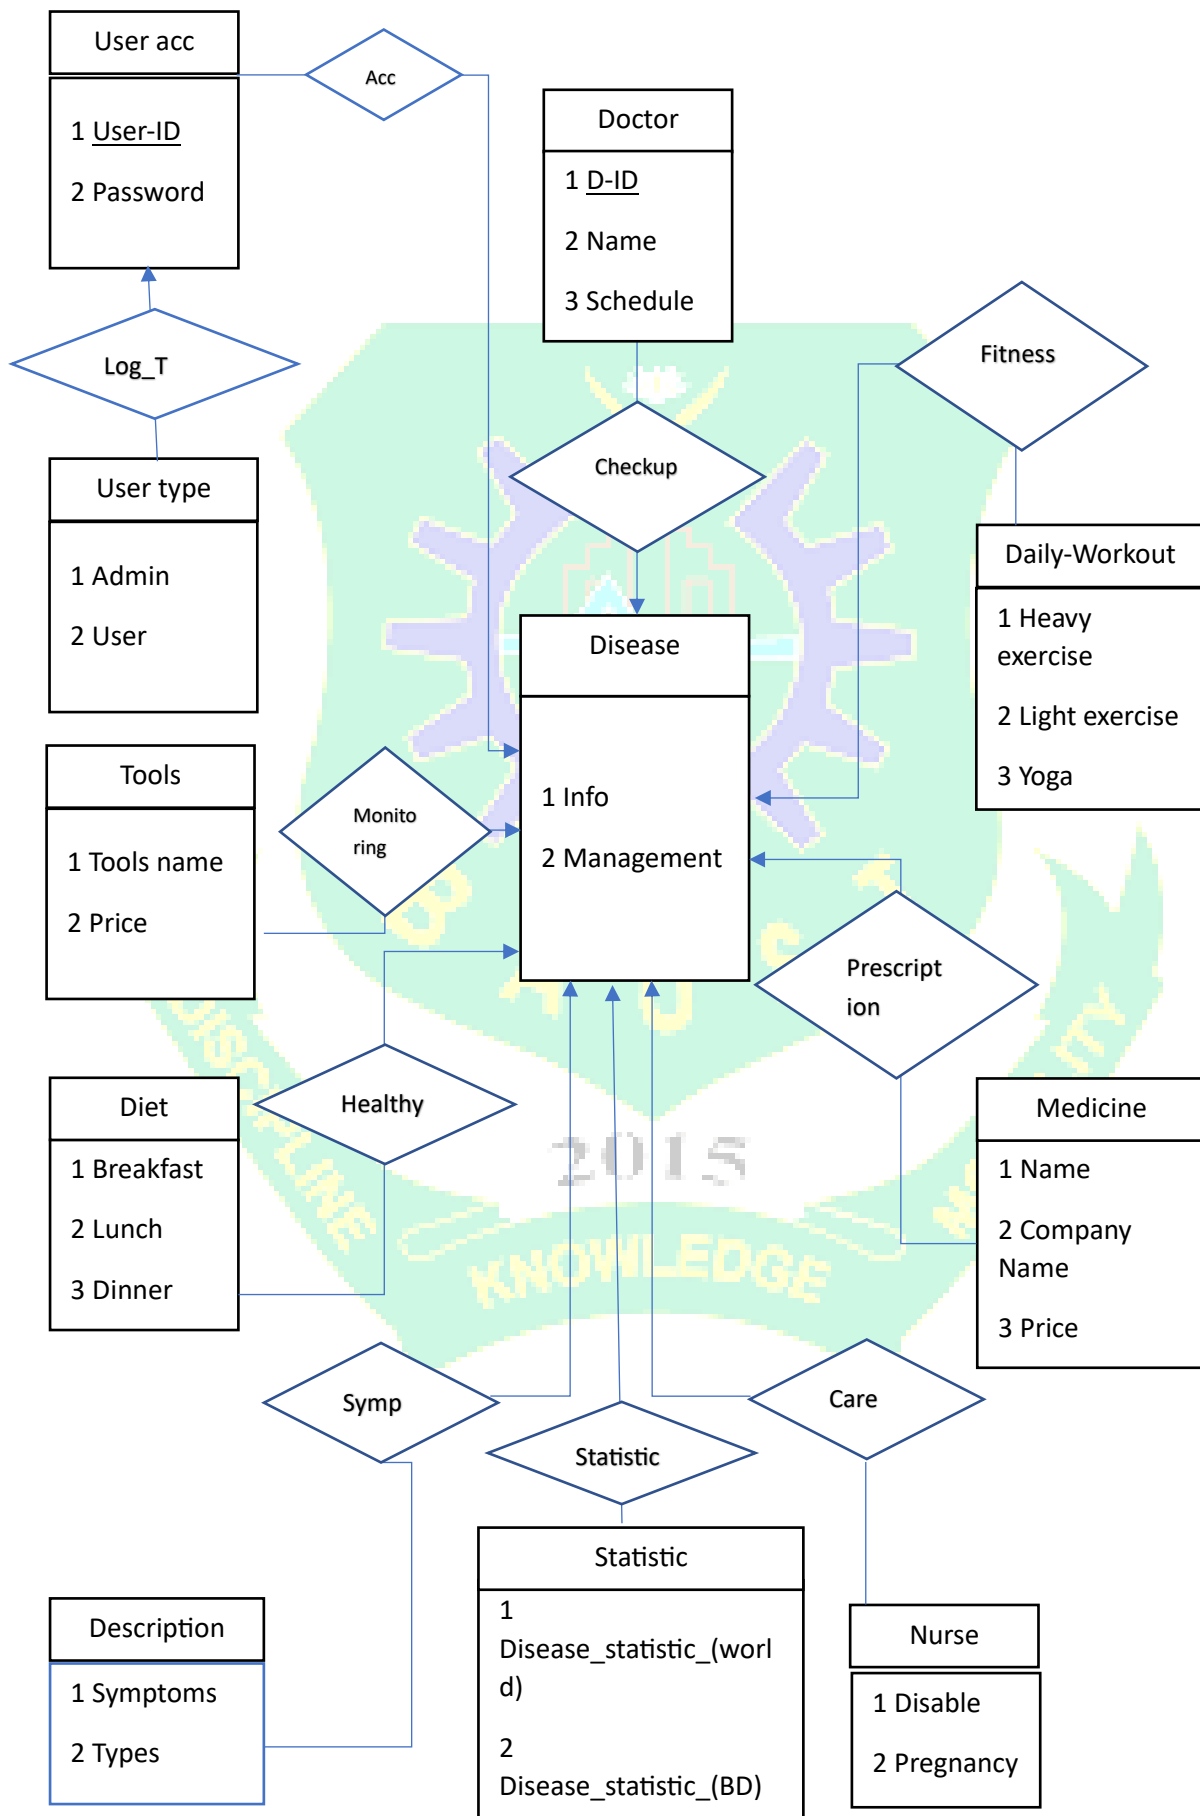 User acc
1 User-ID
2 Password
Acc
Doctor
1 D-ID
2 Name
3 Schedule
Log_T
Fitness
Checkup
User type
1 Admin
2 User
Daily-Workout
1 Heavy
exercise
2 Light exercise
3 Yoga
Disease
1 Info
2 Management
Tools
1 Tools name
2 Price
Monito
ring
Prescript
ion
Healthy
Diet
1 Breakfast
2 Lunch
3 Dinner
Medicine
1 Name
2 Company
Name
3 Price
DISCIPLINE
2015
KNOWLEDGE
Symp
Statistic
Care
Statistic
1
Disease_statistic_(worl
d)
2
Disease_statistic_(BD)
Description
1 Symptoms
2 Types
Nurse
1 Disable
2 Pregnancy